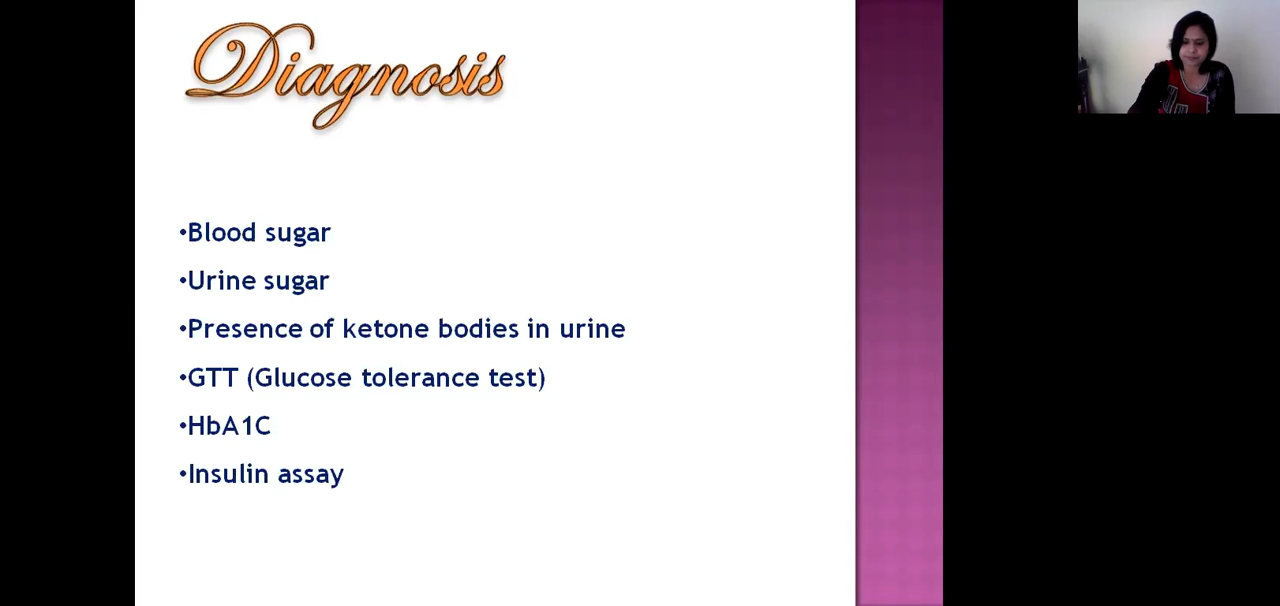 Diagnosis
•Blood sugar
•Urine sugar
•Presence of ketone bodies in urine
•GTT (Glucose tolerance test)
•HbA1C
•Insulin assay